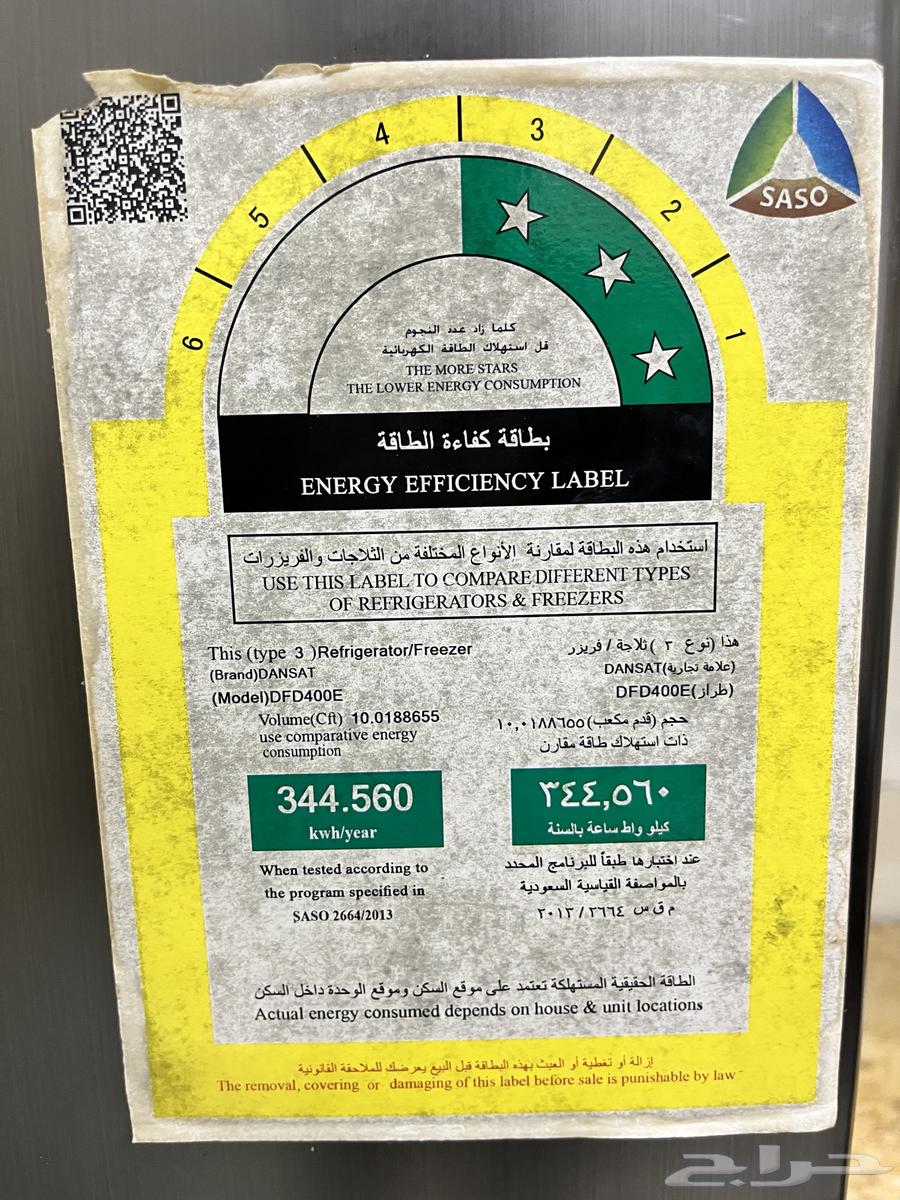 6
5
4
3
2
1
SASO
كلما زاد عدد النجوم
قل استهلاك الطاقة الكهربائية
THE MORE STARS
THE LOWER ENERGY CONSUMPTION
بطاقة كفاءة الطاقة
ENERGY EFFICIENCY LABEL
استخدام هذه البطاقة لمقارنة الأنواع المختلفة من الثلاجات والفريزرات
USE THIS LABEL TO COMPARE DIFFERENT TYPES
OF REFRIGERATORS & FREEZERS
هذا (نوع ٣ ) ثلاجة / فريزر
(علامة تجارية) DANSAT
(طراز) DFD400E
حجم (قدم مكعب) ١٠,٠١٨٨٦٥٥
ذات استهلاك طاقة مقارن
٣٤٤,٥٦٠
كيلو واط ساعة بالسنة
عند اختبارها طبقاً للبرنامج المحدد
بالمواصفة القياسية السعودية
م ق س ٢٦٦٤ / ٢٠١٣
This (type 3 )Refrigerator/Freezer
(Brand)DANSAT
(Model)DFD400E
Volume(Cft) 10.0188655
use comparative energy
consumption
344.560
kwh/year
When tested according to
the program specified in
SASO 2664/2013
الطاقة الحقيقية المستهلكة تعتمد على موقع السكن وموقع الوحدة داخل السكن
Actual energy consumed depends on house & unit locations
إزالة أو تغطية أو العبث بهذه البطاقة قبل البيع يعرضك للملاحقة القانونية
The removal, covering or damaging of this label before sale is punishable by law
حراج